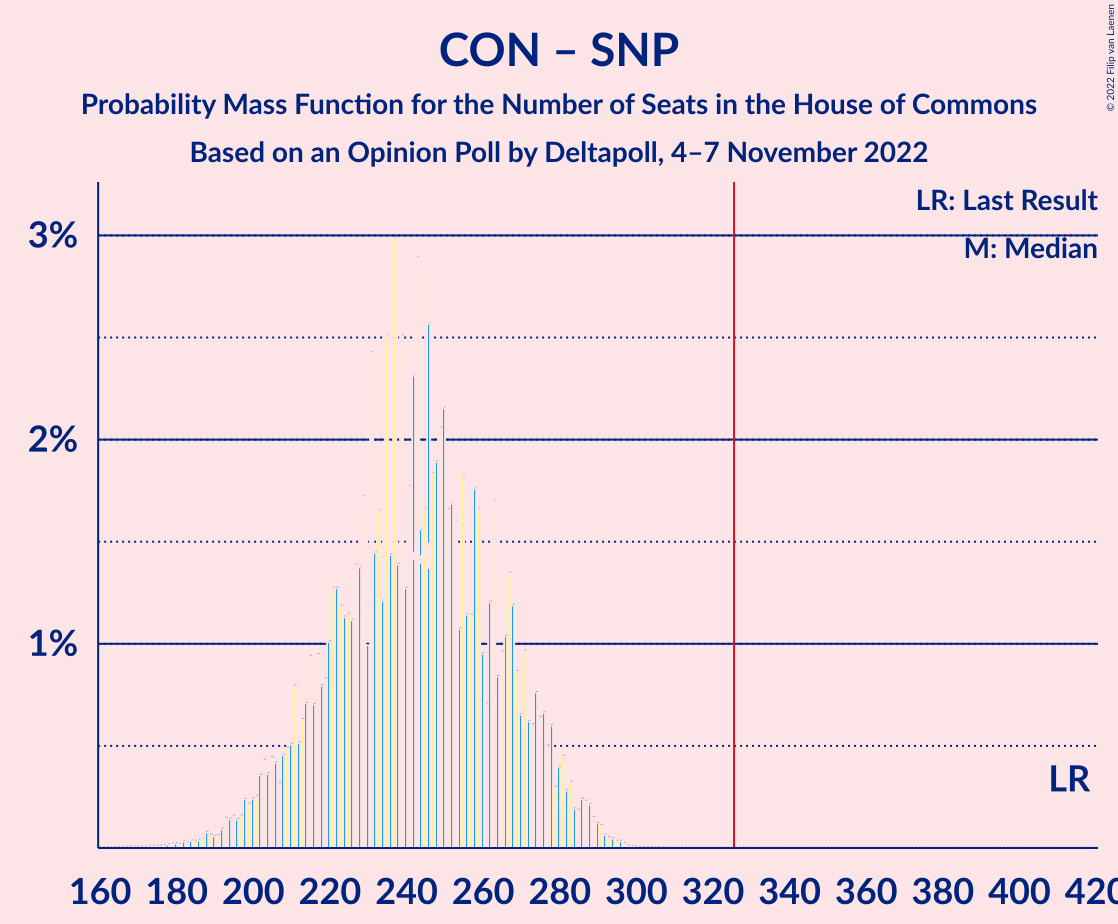 CON – SNP
Probability Mass Function for the Number of Seats in the House of Commons
Based on an Opinion Poll by Deltapoll, 4–7 November 2022
© 2022 Filip van Laenen
LR: Last Result
M: Median
3%
2%
1%
LR
160 180 200 220 240 260 280 300 320 340 360 380 400 420